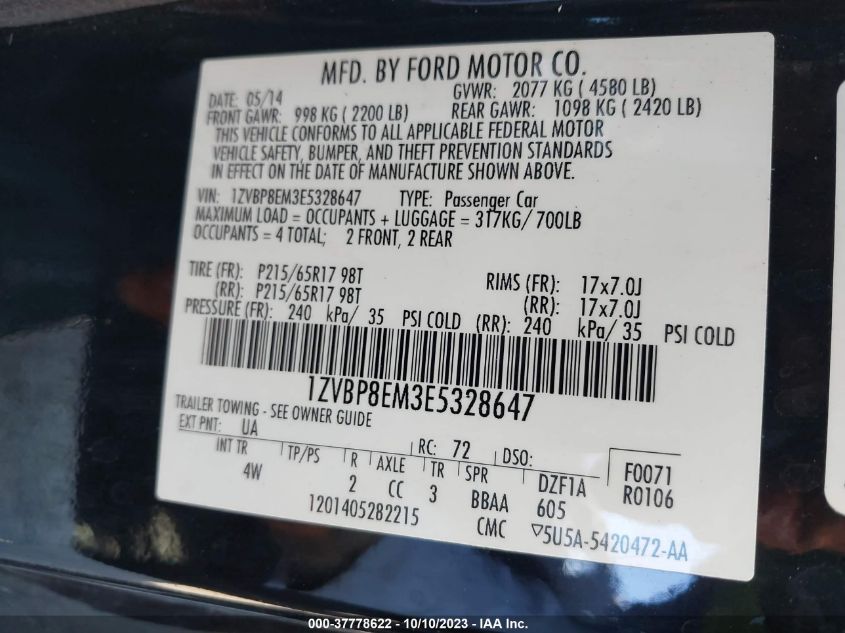 MFD. BY FORD MOTOR CO.
DATE: 05/14 GVWR: 2077 KG ( 4580 LB)
FRONT GAWR: 998 KG ( 2200 LB) REAR GAWR: 1098 KG ( 2420 LB)
THIS VEHICLE CONFORMS TO ALL APPLICABLE FEDERAL MOTOR
VEHICLE SAFETY, BUMPER, AND THEFT PREVENTION STANDARDS
IN EFFECT ON THE DATE OF MANUFACTURE SHOWN ABOVE.
VIN: 1ZVBP8EM3E5328647 TYPE: Passenger Car
MAXIMUM LOAD = OCCUPANTS + LUGGAGE = 317KG/ 700LB
OCCUPANTS = 4 TOTAL; 2 FRONT, 2 REAR
TIRE (FR): P215/65R17 98T RIMS (FR): 17x7.0J
(RR): P215/65R17 98T (RR): 17x7.0J
PRESSURE (FR): 240 kPa/ 35 PSI COLD (RR): 240 kPa/ 35 PSI COLD
1ZVBP8EM3E5328647
TRAILER TOWING - SEE OWNER GUIDE
EXT PNT: UA RC: 72 DSO: F0071
INT TR TP/PS R AXLE TR SPR DZF1A R0106
4W 2 CC 3 BBAA 605
1201405282215 CMC ▽5U5A-5420472-AA
000-37778622 - 10/10/2023 - IAA Inc.